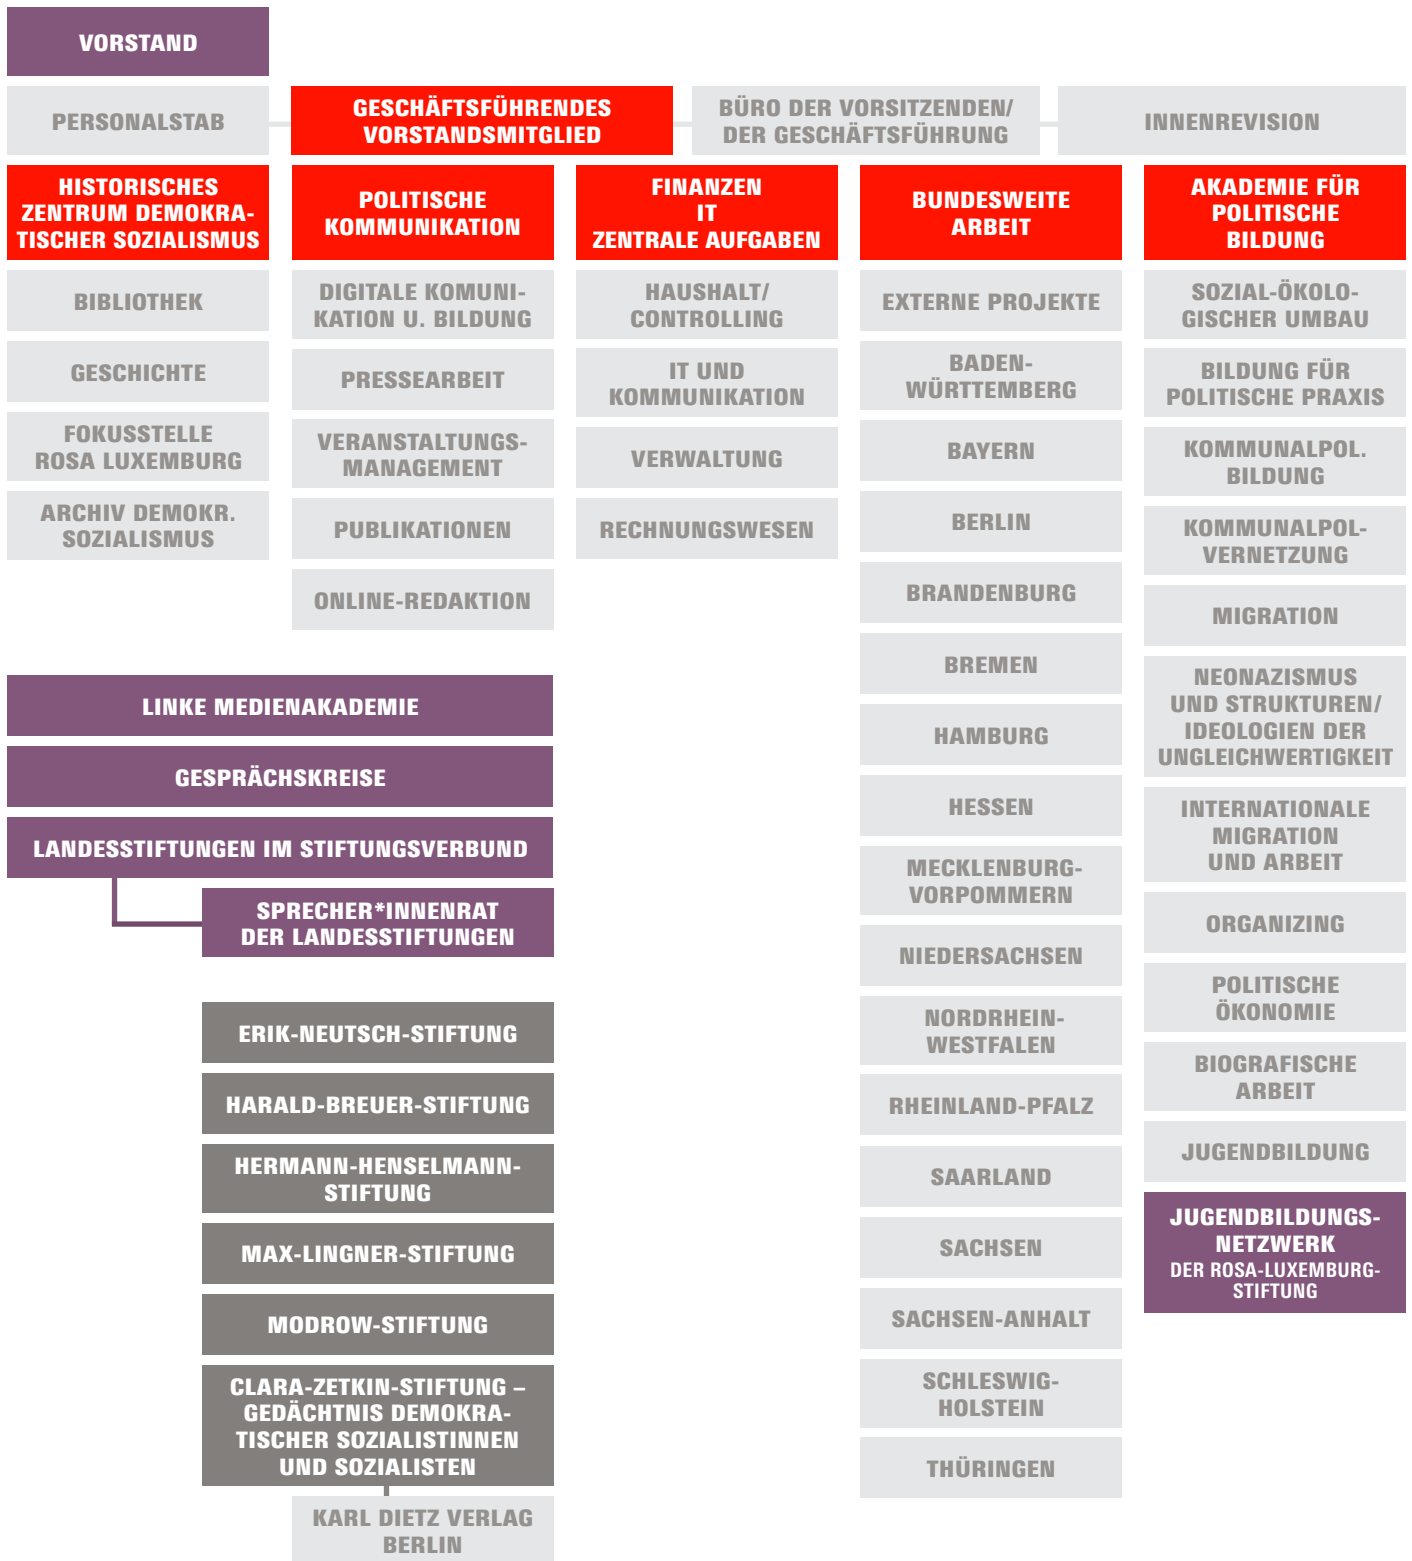 VORSTAND
PERSONALSTAB
GESCHÄFTSFÜHRENDES
VORSTANDSMITGLIED
BÜRO DER VORSITZENDEN/
DER GESCHÄFTSFÜHRUNG
INNENREVISION
HISTORISCHES
ZENTRUM DEMOKRA-
TISCHER SOZIALISMUS
BIBLIOTHEK
GESCHICHTE
FOKUSSTELLE
ROSA LUXEMBURG
ARCHIV DEMOKR.
SOZIALISMUS
POLITISCHE
KOMMUNIKATION
DIGITALE KOMUNI-
KATION U. BILDUNG
PRESSEARBEIT
VERANSTALTUNGS-
MANAGEMENT
PUBLIKATIONEN
ONLINE-REDAKTION
FINANZEN
IT
ZENTRALE AUFGABEN
HAUSHALT/
CONTROLLING
IT UND
KOMMUNIKATION
VERWALTUNG
RECHNUNGSWESEN
BUNDESWEITE
ARBEIT
EXTERNE PROJEKTE
BADEN-
WÜRTTEMBERG
BAYERN
BERLIN
BRANDENBURG
BREMEN
HAMBURG
HESSEN
MECKLENBURG-
VORPOMMERN
NIEDERSACHSEN
NORDRHEIN-
WESTFALEN
RHEINLAND-PFALZ
SAARLAND
SACHSEN
SACHSEN-ANHALT
SCHLESWIG-
HOLSTEIN
THÜRINGEN
AKADEMIE FÜR
POLITISCHE
BILDUNG
SOZIAL-ÖKOLO-
GISCHER UMBAU
BILDUNG FÜR
POLITISCHE PRAXIS
KOMMUNALPOL.
BILDUNG
KOMMUNALPOL-
VERNETZUNG
MIGRATION
NEONAZISMUS
UND STRUKTUREN/
IDEOLOGIEN DER
UNGLEICHWERTIGKEIT
INTERNATIONALE
MIGRATION
UND ARBEIT
ORGANIZING
POLITISCHE
ÖKONOMIE
BIOGRAFISCHE
ARBEIT
JUGENDBILDUNG
JUGENDBILDUNGS-
NETZWERK
DER ROSA-LUXEMBURG-
STIFTUNG
LINKE MEDIENAKADEMIE
GESPRÄCHSKREISE
LANDESSTIFTUNGEN IM STIFTUNGSVERBUND
SPRECHER*INNENRAT
DER LANDESSTIFTUNGEN
ERIK-NEUTSCH-STIFTUNG
HARALD-BREUER-STIFTUNG
HERMANN-HENSELMANN-
STIFTUNG
MAX-LINGNER-STIFTUNG
MODROW-STIFTUNG
CLARA-ZETKIN-STIFTUNG –
GEDÄCHTNIS DEMOKRA-
TISCHER SOZIALISTINNEN
UND SOZIALISTEN
KARL DIETZ VERLAG
BERLIN